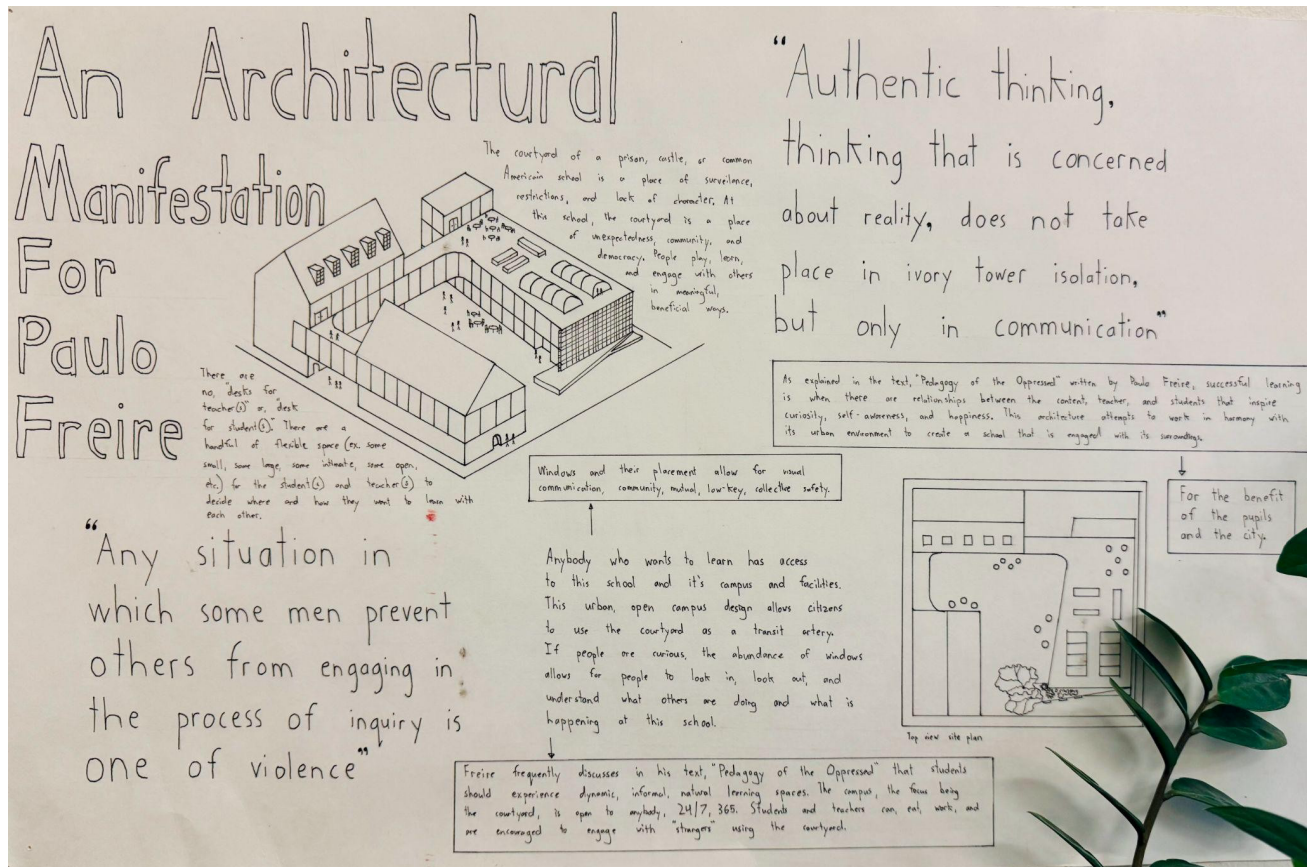 An Architectural
Manifestation
For
Paulo
Freire
The courtyard of a prison, castle, or common
American school is a place of surveilance,
restrictions, and lack of character. At
this school, the courtyard is a place
of unexpectedness, community, and
democracy. People play, learn,
and engage with others
in meaningful,
beneficial ways.
There are
no, "desks for
teacher(s)" or, "desk
for student(s)." There are a
handful of flexible space (ex. some
small, some large, some intimate, some open,
etc.) for the student(s) and teacher(s) to
decide where and how they want to learn with
each other.
"Any situation in
which some men prevent
others from engaging in
the process of inquiry is
one of violence"
"Authentic thinking,
thinking that is concerned
about reality, does not take
place in ivory tower isolation,
but only in communication"
As explained in the text, "Pedagogy of the Oppressed" written by Paulo Freire, successful learning
is when there are relationships between the content, teacher, and students that inspire
curiosity, self-awareness, and happiness. This architecture attempts to work in harmony with
its urban environment to create a school that is engaged with its surroundings.
For the benefit
of the pupils
and the city.
Windows and their placement allow for visual
communication, community, mutual, low-key, collective safety.
Anybody who wants to learn has access
to this school and it's campus and facilities.
This urban, open campus design allows citizens
to use the courtyard as a transit artery.
If people are curious, the abundance of windows
allows for people to look in, look out, and
understand what others are doing and what is
happening at this school.
Freire frequently discusses in his text, "Pedagogy of the Oppressed" that students
should experience dynamic, informal, natural learning spaces. The campus, the focus being
the courtyard, is open to anybody, 24/7, 365. Students and teachers can, eat, work, and
are encouraged to engage with "strangers" using the courtyard.
Top view site plan